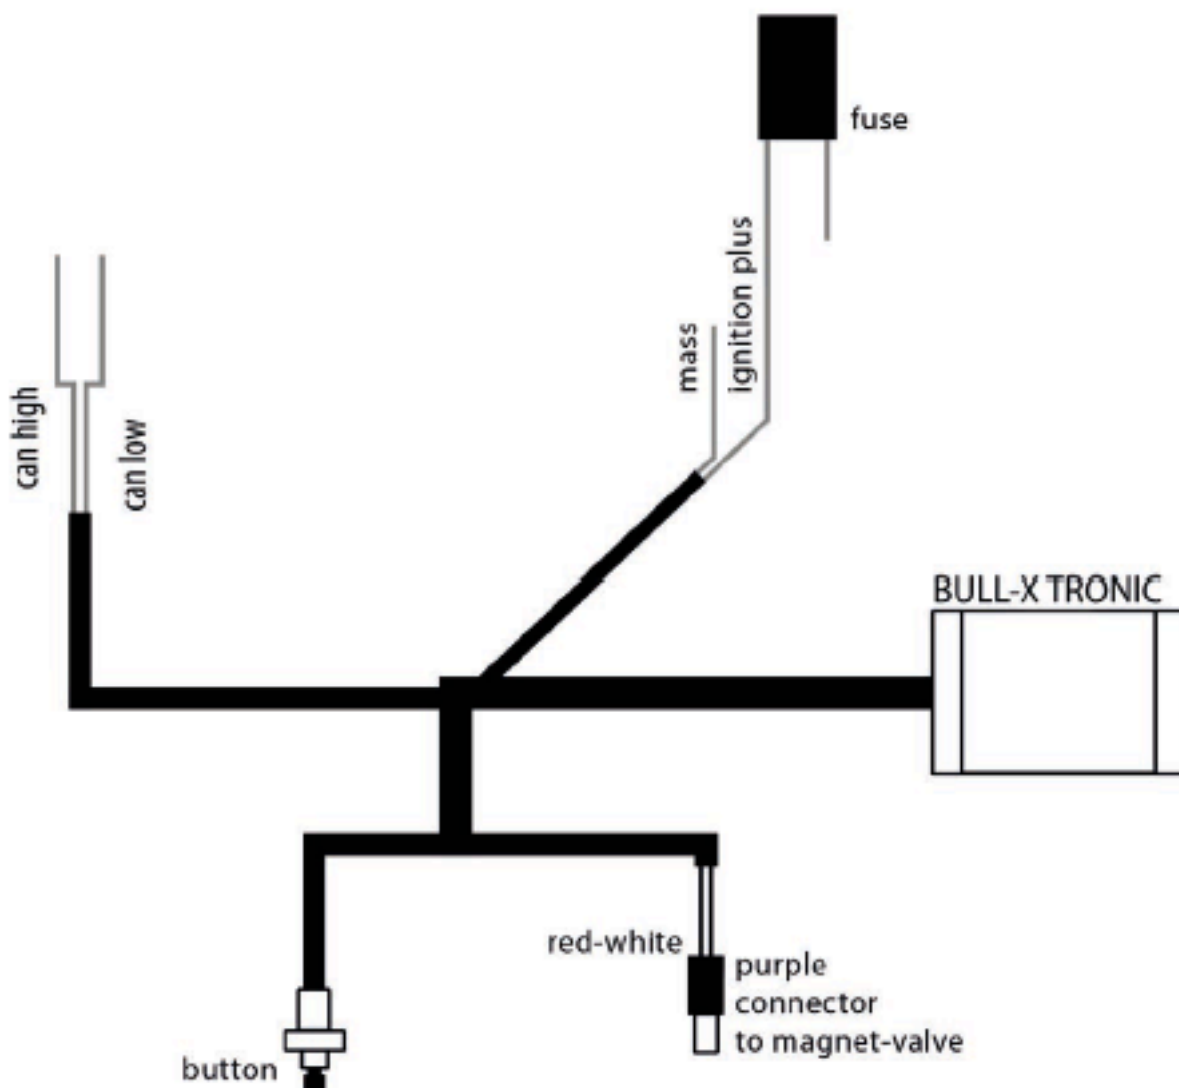 fuse
ignition plus
mass
can high
can low
BULL-X TRONIC
red-white
purple
connector
to magnet-valve
button